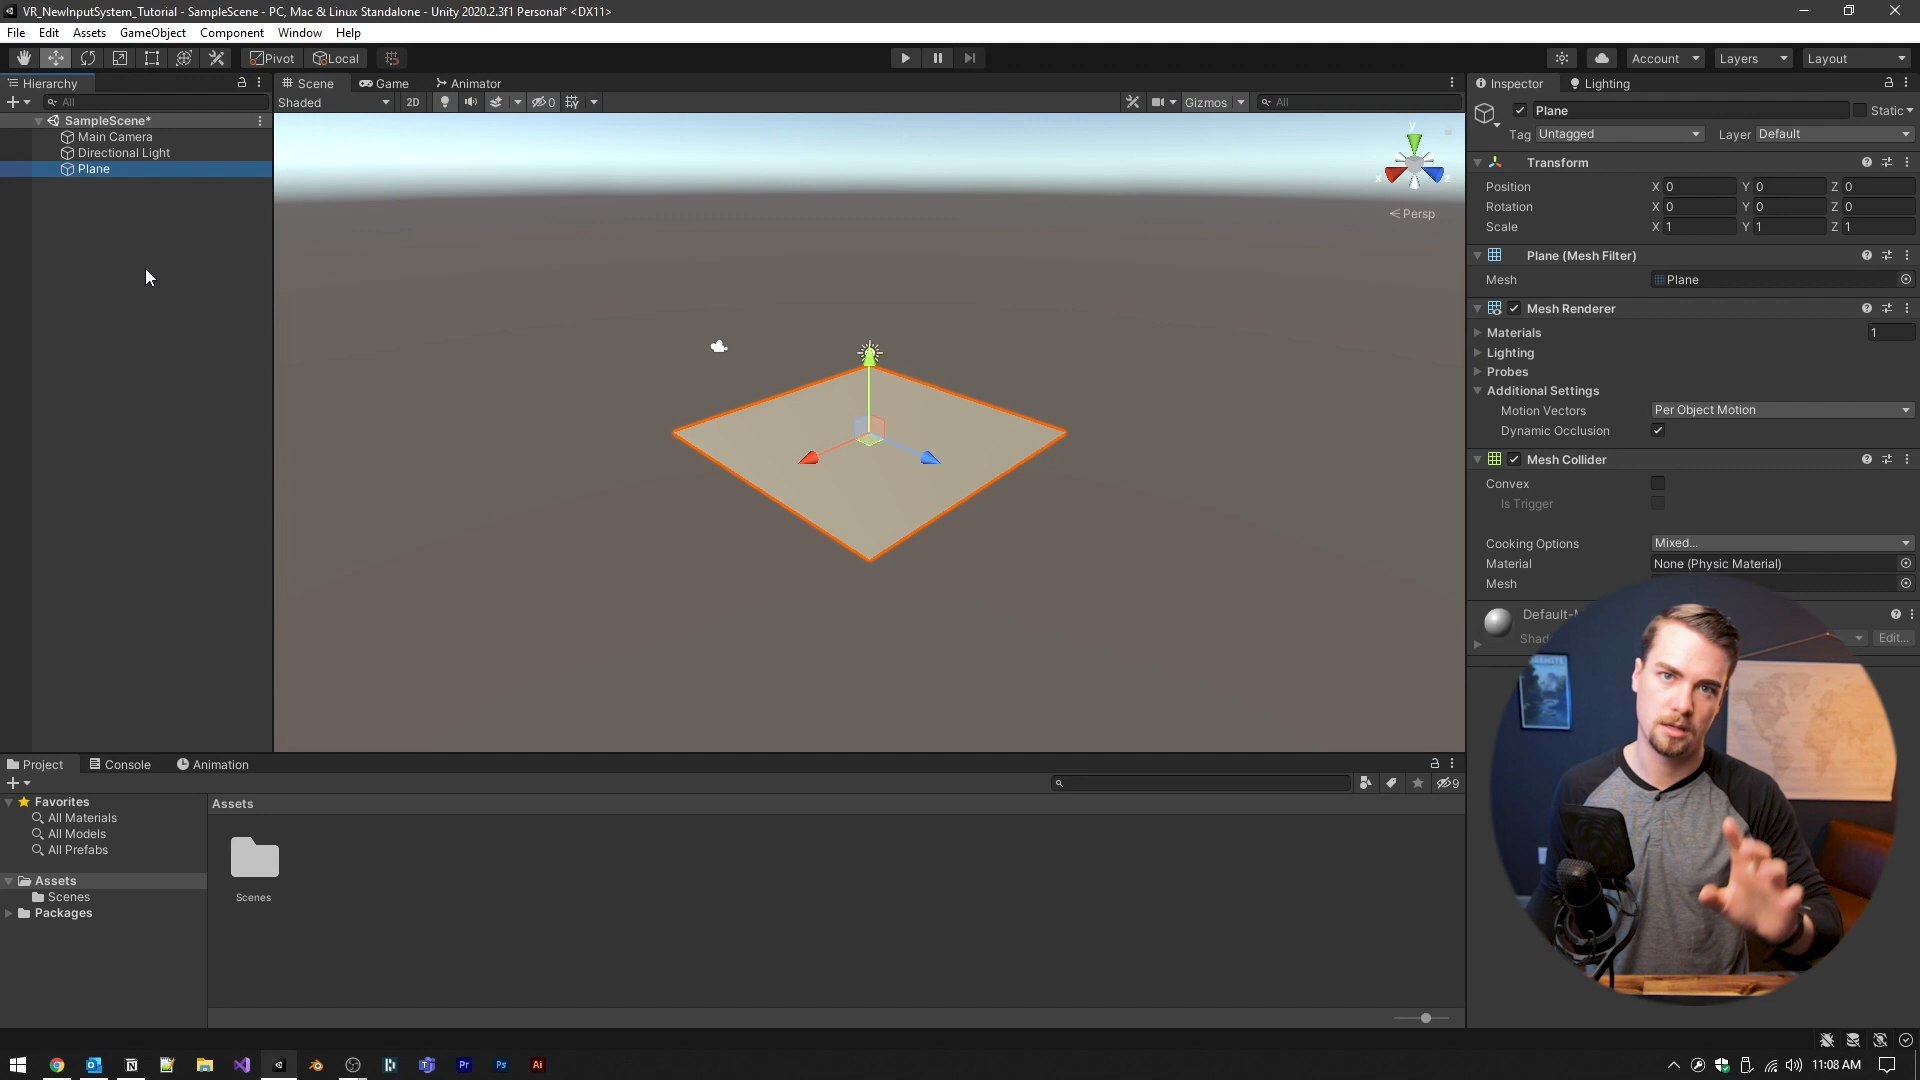 VR_NewInputSystem_Tutorial - SampleScene - PC, Mac & Linux Standalone - Unity 2020.2.3f1 Personal* <DX11>
File Edit Assets GameObject Component Window Help
Pivot Local Account Layers Layout
Hierarchy
All
SampleScene*
Main Camera
Directional Light
Plane
Scene Game Animator
Shaded 2D 0 Gizmos All
y
x z
Persp
Inspector Lighting
Plane Static
Tag Untagged Layer Default
Transform
Position X 0 Y 0 Z 0
Rotation X 0 Y 0 Z 0
Scale X 1 Y 1 Z 1
Plane (Mesh Filter)
Mesh Plane
Mesh Renderer
Materials 1
Lighting
Probes
Additional Settings
Motion Vectors Per Object Motion
Dynamic Occlusion
Mesh Collider
Convex
Is Trigger
Cooking Options Mixed...
Material None (Physic Material)
Mesh
Default-
Shad Edit...
Project Console Animation
9
Favorites
All Materials
All Models
All Prefabs
Assets
Scenes
Packages
Assets
Scenes
Pr Ps Ai
11:08 AM